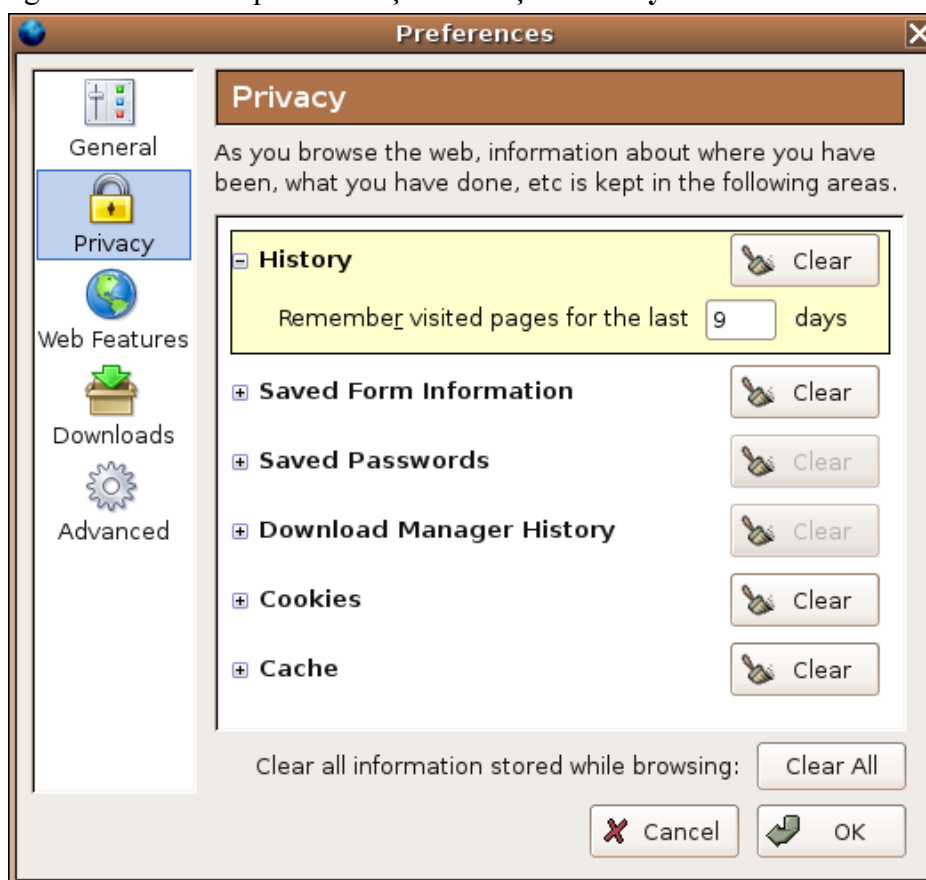 Preferences
General
Privacy
Web Features
Downloads
Advanced
Privacy
As you browse the web, information about where you have
been, what you have done, etc is kept in the following areas.
History Clear
Remember visited pages for the last 9 days
Saved Form Information Clear
Saved Passwords Clear
Download Manager History Clear
Cookies Clear
Cache Clear
Clear all information stored while browsing: Clear All
Cancel OK